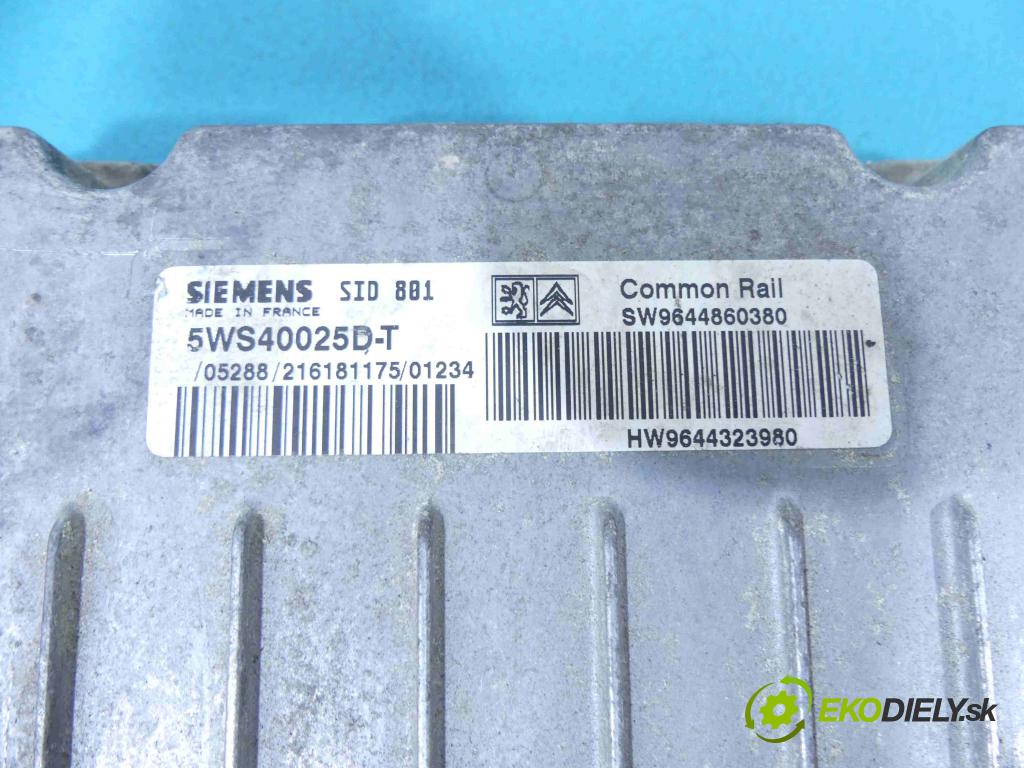 SIEMENS SID 801
MADE IN FRANCE
5WS40025D-T
/05288/216181175/01234
Common Rail
SW9644860380
HW9644323980
EKODIELY.sk